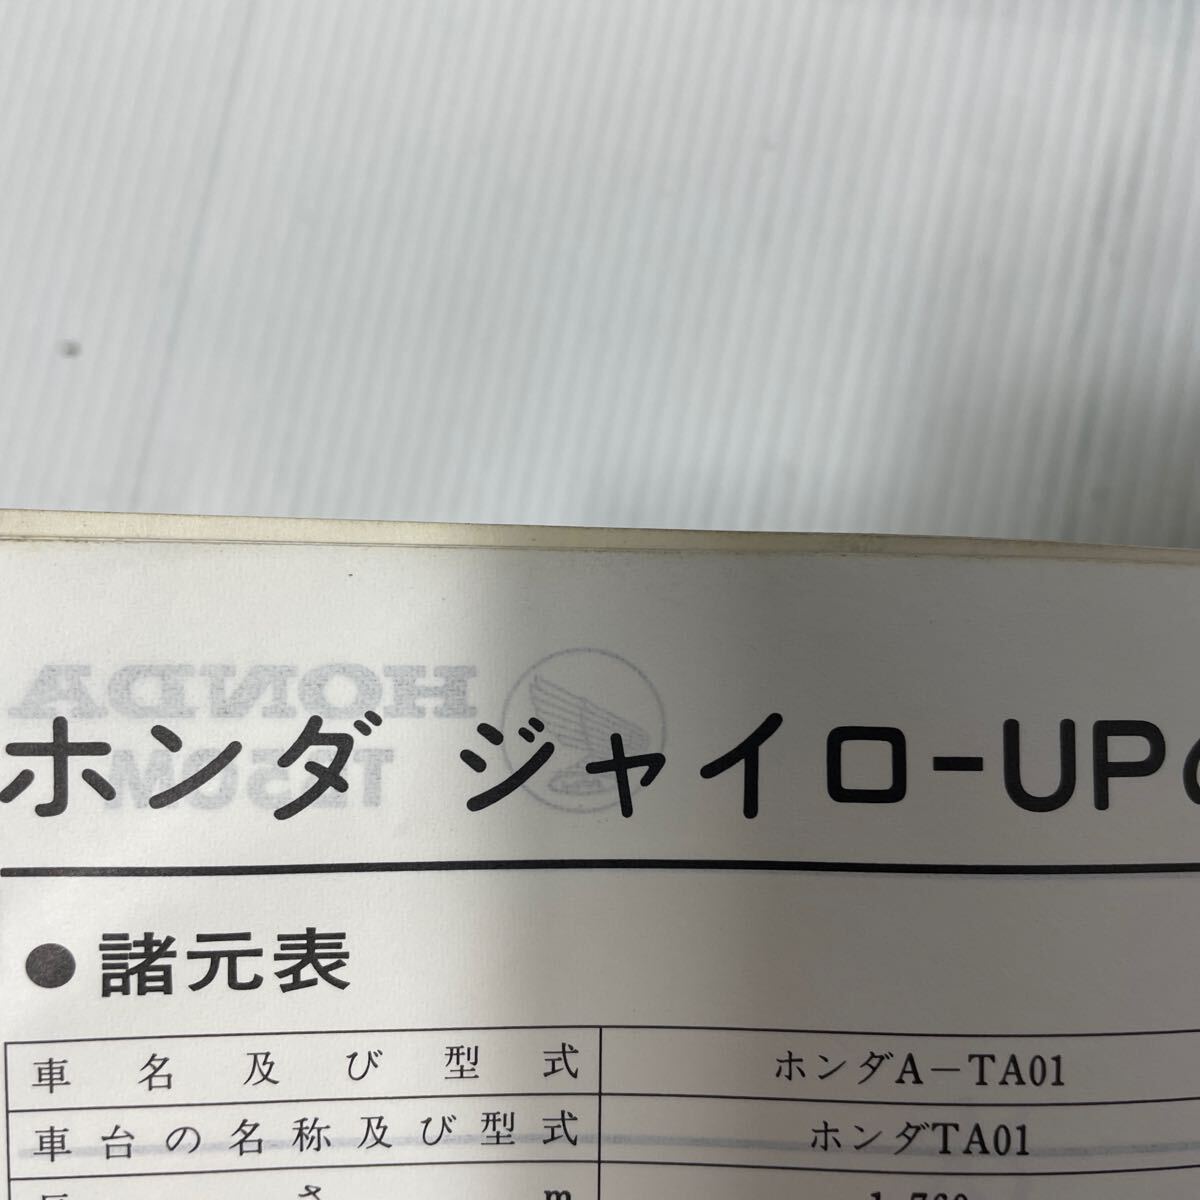 HONDA
ホンダ ジャイロ-UP
● 諸元表
車名及び型式 ホンダA-TA01
車台の名称及び型式 ホンダTA01